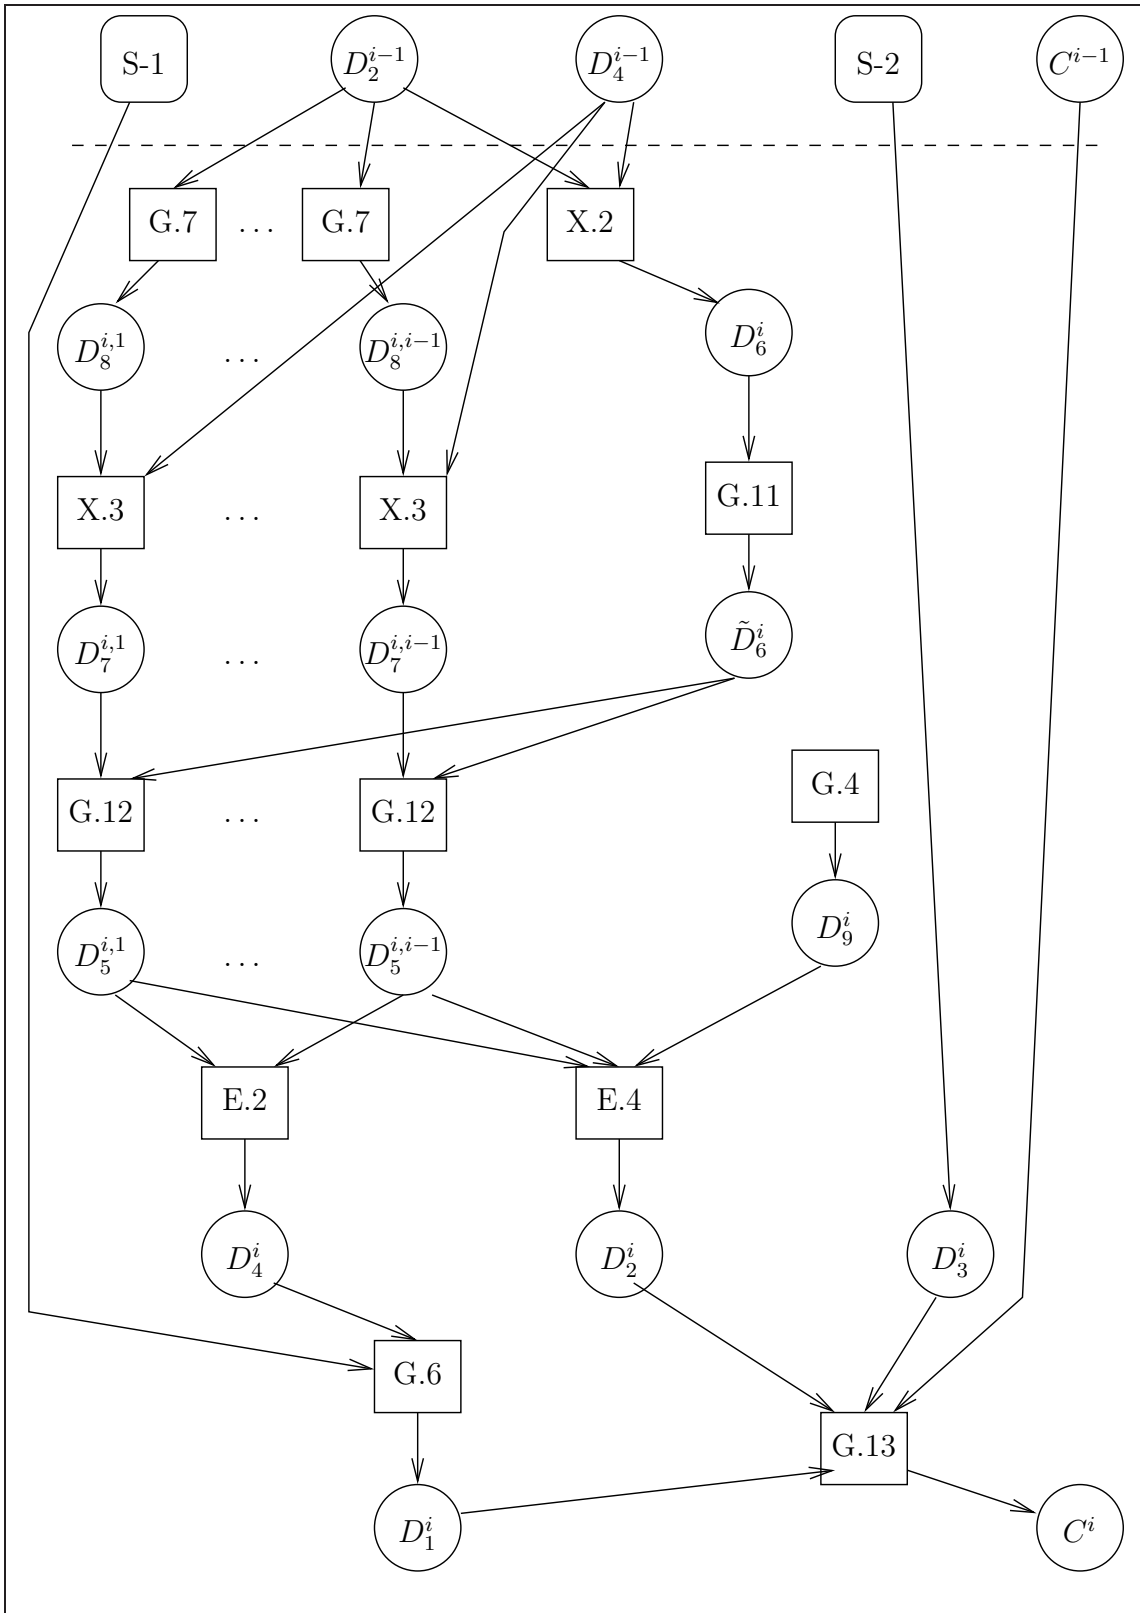 S-1 $D_2^{i-1}$ $D_4^{i-1}$ S-2 $C^{i-1}$
G.7 ... G.7 X.2
$D_8^{i,1}$ ... $D_8^{i,i-1}$ $D_6^i$
X.3 ... X.3 G.11
$D_7^{i,1}$ ... $D_7^{i,i-1}$ $\tilde{D}_6^i$
G.12 ... G.12 G.4
$D_5^{i,1}$ ... $D_5^{i,i-1}$ $D_9^i$
E.2 E.4
$D_4^i$ $D_2^i$ $D_3^i$
G.6
G.13
$D_1^i$ $C^i$